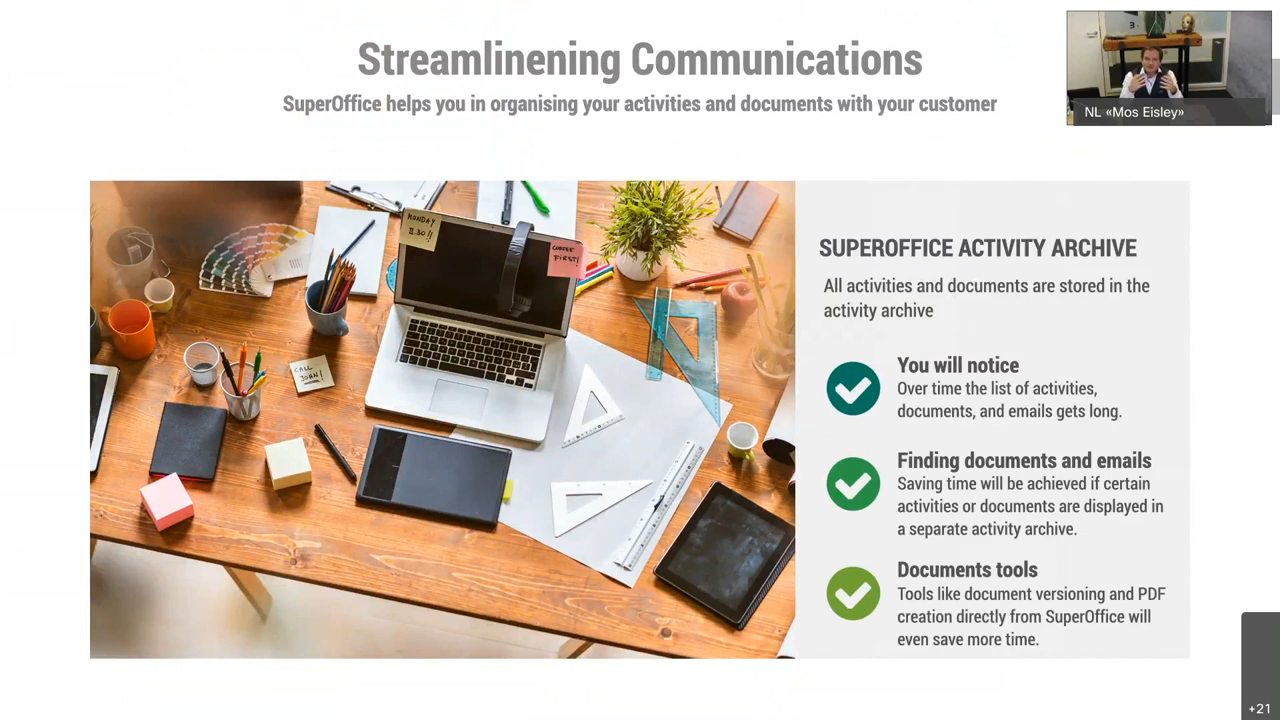 Streamlinening Communications
SuperOffice helps you in organising your activities and documents with your customer
NL «Mos Eisley»
MONDAY
11.30!!
COFFEE
FIRST!
CALL
JOHN!
SUPEROFFICE ACTIVITY ARCHIVE
All activities and documents are stored in the
activity archive
You will notice
Over time the list of activities,
documents, and emails gets long.
Finding documents and emails
Saving time will be achieved if certain
activities or documents are displayed in
a separate activity archive.
Documents tools
Tools like document versioning and PDF
creation directly from SuperOffice will
even save more time.
+21